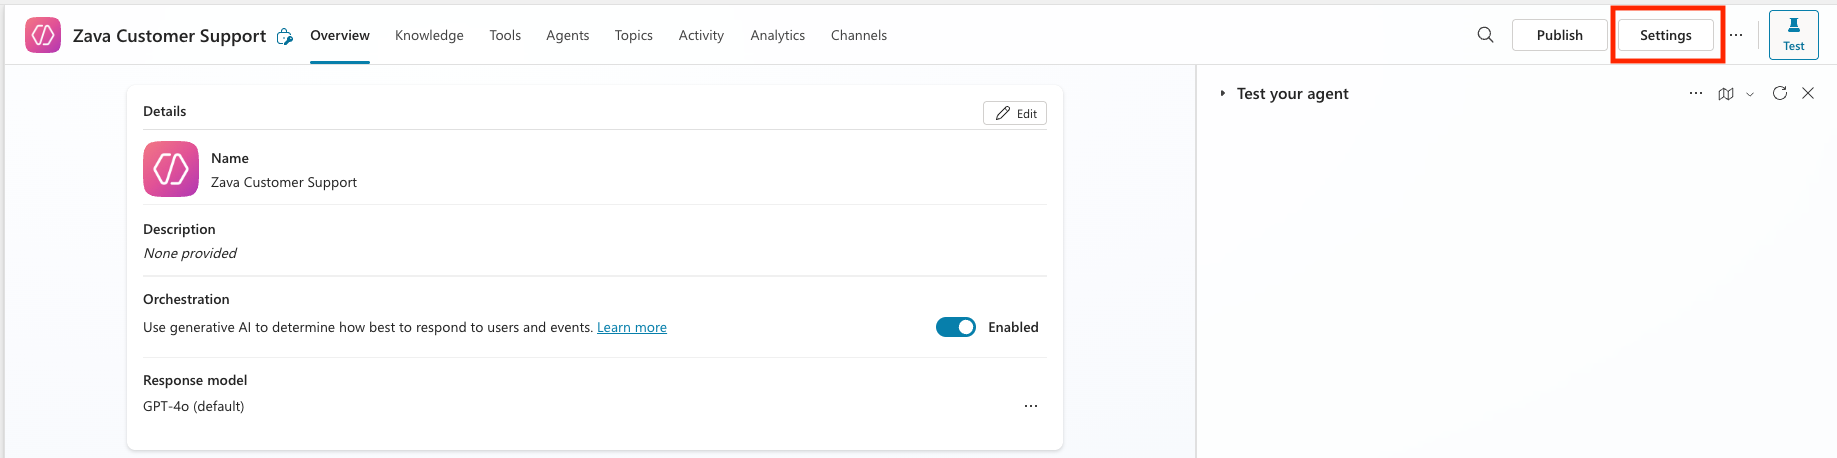 Zava Customer Support
Overview
Knowledge
Tools
Agents
Topics
Activity
Analytics
Channels
Publish
Settings
Test
Details
Edit
Name
Zava Customer Support
Description
None provided
Orchestration
Use generative AI to determine how best to respond to users and events. Learn more
Enabled
Response model
GPT-4o (default)
Test your agent